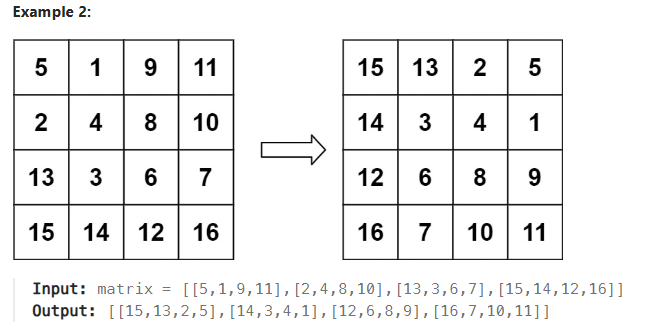 Example 2:
5 1 9 11 15 13 2 5
2 4 8 10 14 3 4 1
13 3 6 7 12 6 8 9
15 14 12 16 16 7 10 11
Input: matrix = [[5,1,9,11],[2,4,8,10],[13,3,6,7],[15,14,12,16]]
Output: [[15,13,2,5],[14,3,4,1],[12,6,8,9],[16,7,10,11]]